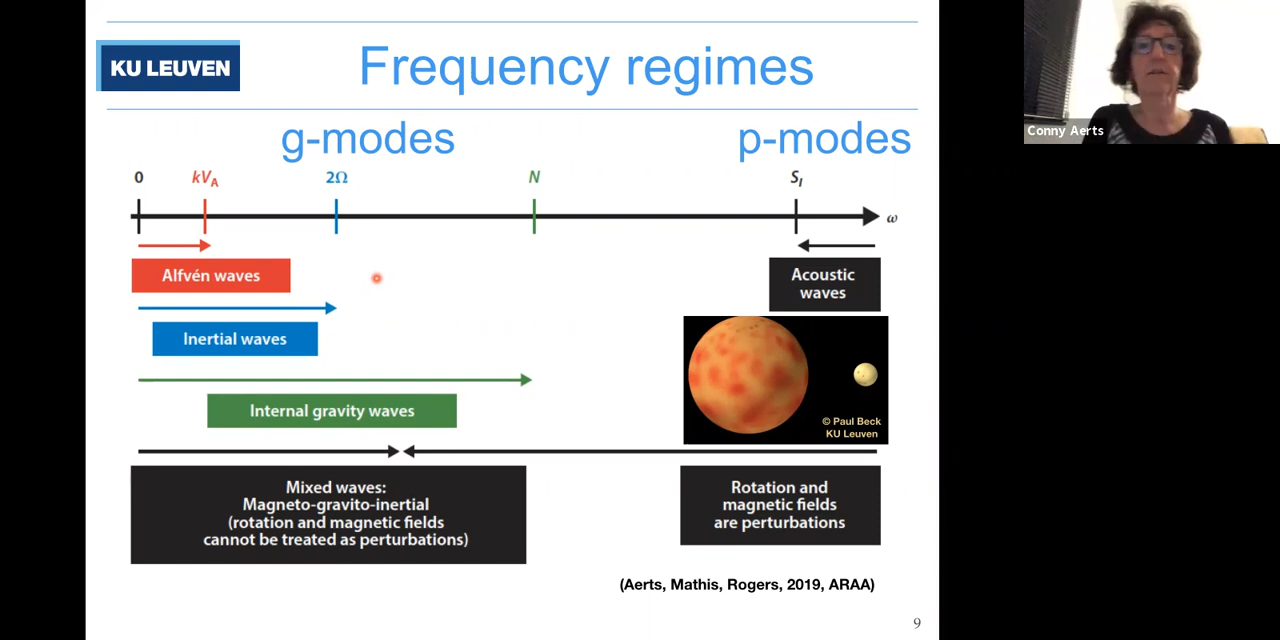 KU LEUVEN
Frequency regimes
g-modes
p-modes
0
kVA
2Ω
N
Sl
ω
Alfvén waves
Acoustic
waves
Inertial waves
Internal gravity waves
© Paul Beck
KU Leuven
Mixed waves:
Magneto-gravito-inertial
(rotation and magnetic fields
cannot be treated as perturbations)
Rotation and
magnetic fields
are perturbations
(Aerts, Mathis, Rogers, 2019, ARAA)
9
Conny Aerts